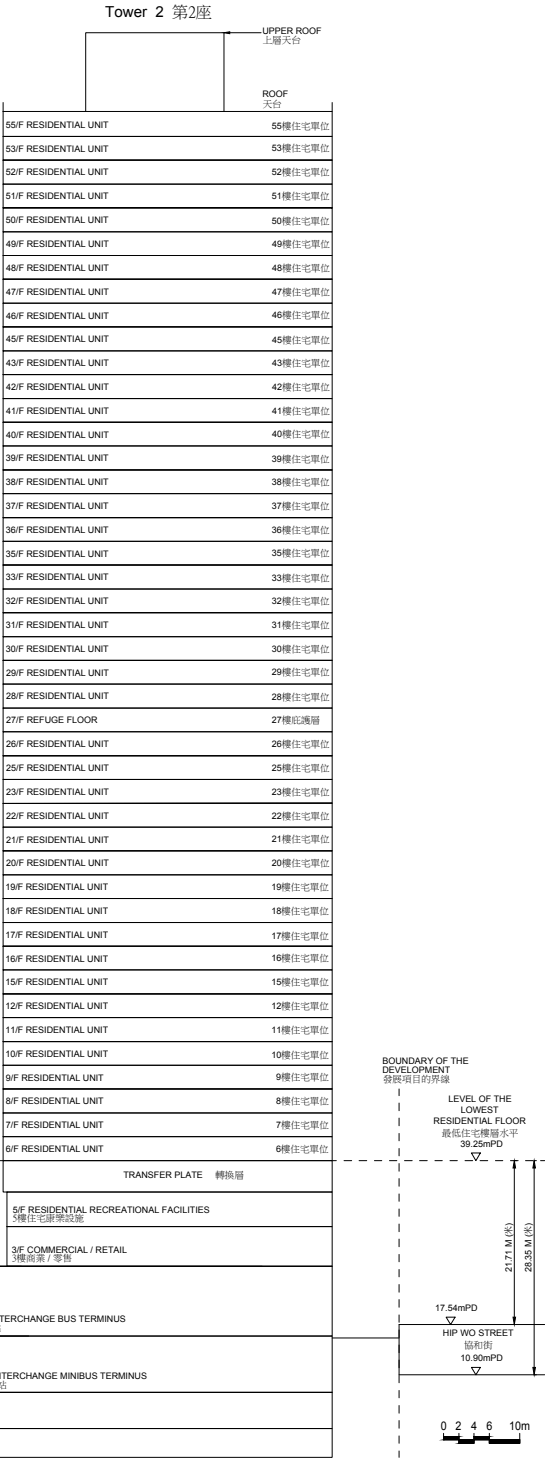 Tower 2 第2座
UPPER ROOF
上層天台
ROOF
天台
55/F RESIDENTIAL UNIT 55樓住宅單位
53/F RESIDENTIAL UNIT 53樓住宅單位
52/F RESIDENTIAL UNIT 52樓住宅單位
51/F RESIDENTIAL UNIT 51樓住宅單位
50/F RESIDENTIAL UNIT 50樓住宅單位
49/F RESIDENTIAL UNIT 49樓住宅單位
48/F RESIDENTIAL UNIT 48樓住宅單位
47/F RESIDENTIAL UNIT 47樓住宅單位
46/F RESIDENTIAL UNIT 46樓住宅單位
45/F RESIDENTIAL UNIT 45樓住宅單位
43/F RESIDENTIAL UNIT 43樓住宅單位
42/F RESIDENTIAL UNIT 42樓住宅單位
41/F RESIDENTIAL UNIT 41樓住宅單位
40/F RESIDENTIAL UNIT 40樓住宅單位
39/F RESIDENTIAL UNIT 39樓住宅單位
38/F RESIDENTIAL UNIT 38樓住宅單位
37/F RESIDENTIAL UNIT 37樓住宅單位
36/F RESIDENTIAL UNIT 36樓住宅單位
35/F RESIDENTIAL UNIT 35樓住宅單位
33/F RESIDENTIAL UNIT 33樓住宅單位
32/F RESIDENTIAL UNIT 32樓住宅單位
31/F RESIDENTIAL UNIT 31樓住宅單位
30/F RESIDENTIAL UNIT 30樓住宅單位
29/F RESIDENTIAL UNIT 29樓住宅單位
28/F RESIDENTIAL UNIT 28樓住宅單位
27/F REFUGE FLOOR 27樓庇護層
26/F RESIDENTIAL UNIT 26樓住宅單位
25/F RESIDENTIAL UNIT 25樓住宅單位
23/F RESIDENTIAL UNIT 23樓住宅單位
22/F RESIDENTIAL UNIT 22樓住宅單位
21/F RESIDENTIAL UNIT 21樓住宅單位
20/F RESIDENTIAL UNIT 20樓住宅單位
19/F RESIDENTIAL UNIT 19樓住宅單位
18/F RESIDENTIAL UNIT 18樓住宅單位
17/F RESIDENTIAL UNIT 17樓住宅單位
16/F RESIDENTIAL UNIT 16樓住宅單位
15/F RESIDENTIAL UNIT 15樓住宅單位
12/F RESIDENTIAL UNIT 12樓住宅單位
11/F RESIDENTIAL UNIT 11樓住宅單位
10/F RESIDENTIAL UNIT 10樓住宅單位
9/F RESIDENTIAL UNIT 9樓住宅單位
8/F RESIDENTIAL UNIT 8樓住宅單位
7/F RESIDENTIAL UNIT 7樓住宅單位
6/F RESIDENTIAL UNIT 6樓住宅單位
BOUNDARY OF THE
DEVELOPMENT
發展項目的界線
LEVEL OF THE
LOWEST
RESIDENTIAL FLOOR
最低住宅樓層水平
39.25mPD
TRANSFER PLATE 轉換層
5/F RESIDENTIAL RECREATIONAL FACILITIES
5樓住宅康樂設施
3/F COMMERCIAL / RETAIL
3樓商業 / 零售
21.71 M (米)
28.35 M (米)
TERCHANGE BUS TERMINUS
17.54mPD
HIP WO STREET
協和街
10.90mPD
NTERCHANGE MINIBUS TERMINUS
站
0 2 4 6 10m